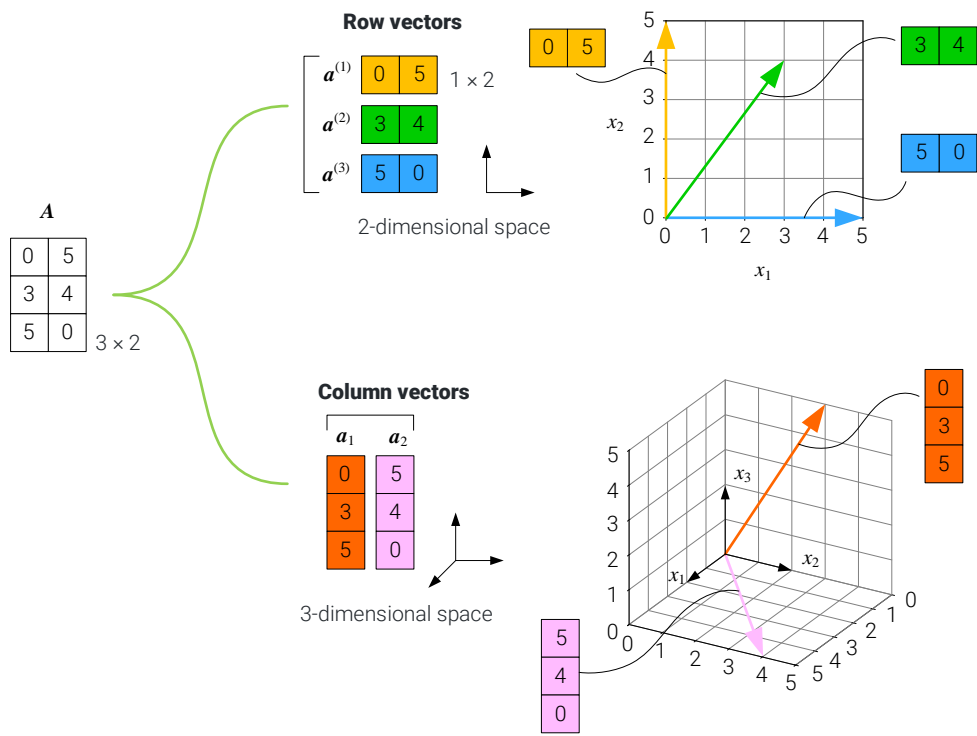 Row vectors
a⁽¹⁾ 0 5 1 × 2
a⁽²⁾ 3 4
a⁽³⁾ 5 0
2-dimensional space
0 5
3 4
5 0
x₂
5
4
3
2
1
0
0 1 2 3 4 5
x₁
A
0 5
3 4
5 0
3 × 2
Column vectors
a₁ a₂
0 5
3 4
5 0
3-dimensional space
0
3
5
5
4
0
x₃
x₂
x₁
5
4
3
2
1
0
0 1 2 3 4 5
5 4 3 2 1 0